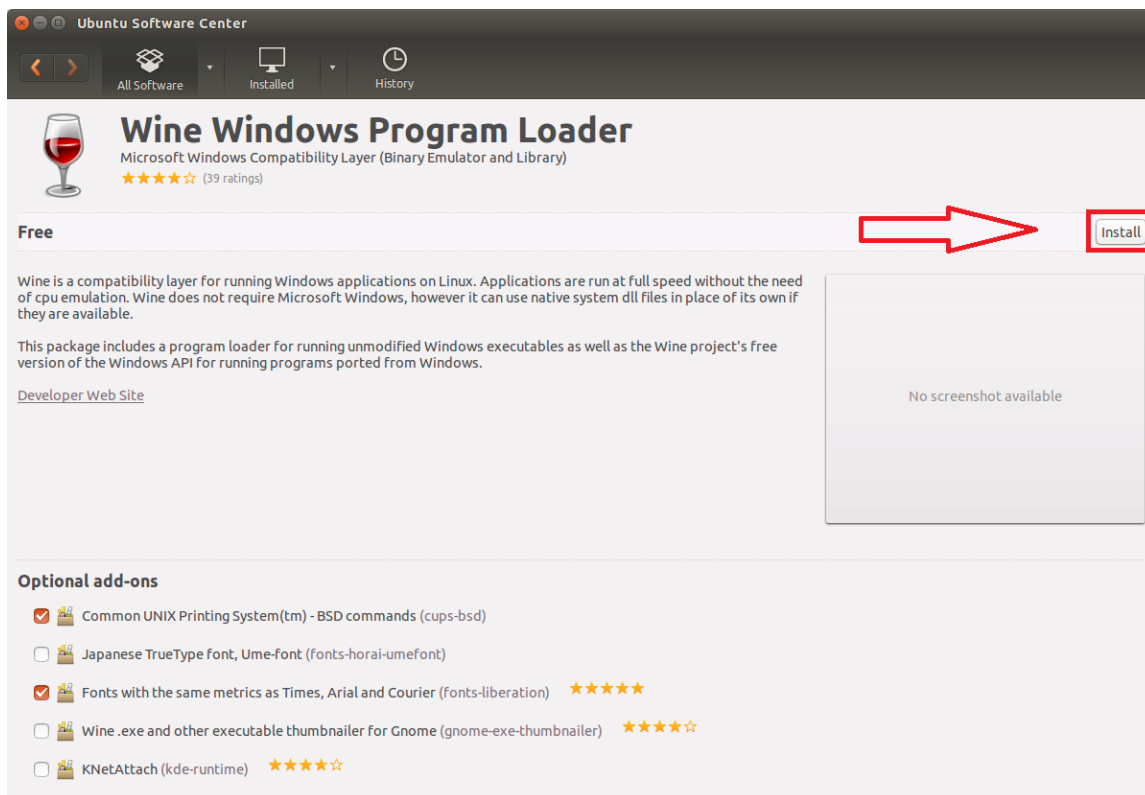 Ubuntu Software Center
All Software
Installed
History
Wine Windows Program Loader
Microsoft Windows Compatibility Layer (Binary Emulator and Library)
(39 ratings)
Free
Install
Wine is a compatibility layer for running Windows applications on Linux. Applications are run at full speed without the need
of cpu emulation. Wine does not require Microsoft Windows, however it can use native system dll files in place of its own if
they are available.
This package includes a program loader for running unmodified Windows executables as well as the Wine project's free
version of the Windows API for running programs ported from Windows.
Developer Web Site
No screenshot available
Optional add-ons
Common UNIX Printing System(tm) - BSD commands (cups-bsd)
Japanese TrueType font, Ume-font (fonts-horai-umefont)
Fonts with the same metrics as Times, Arial and Courier (fonts-liberation)
Wine .exe and other executable thumbnailer for Gnome (gnome-exe-thumbnailer)
KNetAttach (kde-runtime)